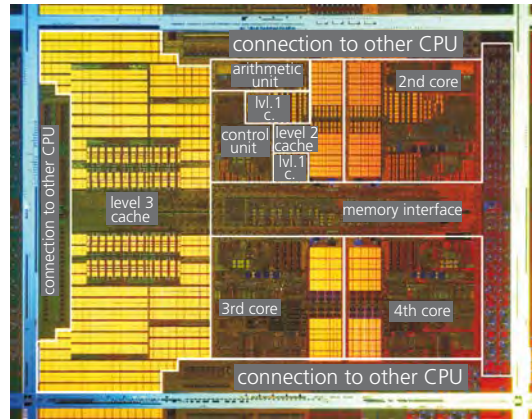 connection to other CPU
arithmetic
unit
2nd core
lvl.1
c.
control
unit
level 2
cache
lvl.1
c.
connection to other CPU
level 3
cache
memory interface
3rd core
4th core
connection to other CPU